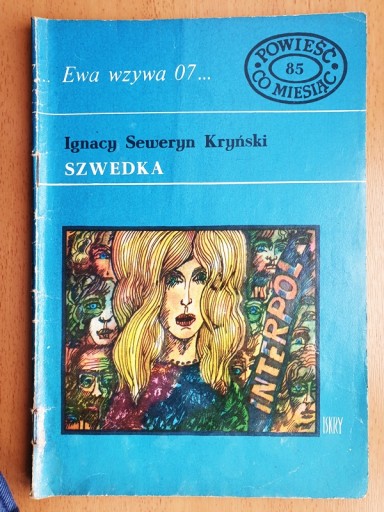 ... Ewa wzywa 07...
POWIEŚĆ
85
CO MIESIĄC
Ignacy Seweryn Kryński
SZWEDKA
INTERPOL
ISKRY